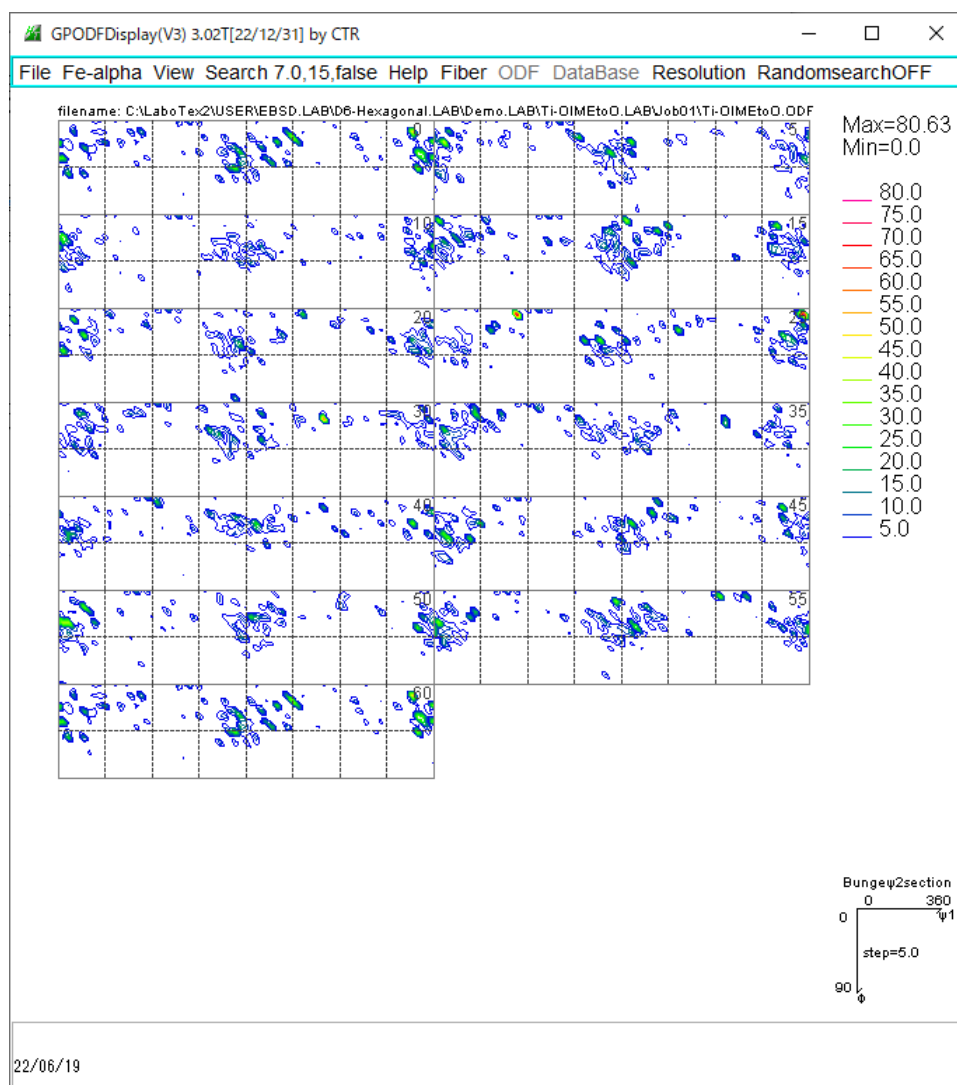 GPODFDisplay(V3) 3.02T[22/12/31] by CTR
File Fe-alpha View Search 7.0,15,false Help Fiber ODF DataBase Resolution RandomsearchOFF
filename: C:\LaboTex2\USER\EBSD.LAB\D6-Hexagonal.LAB\Demo.LAB\Ti-OIMEtoO.LAB\Job01\Ti-OIMEtoO.ODF
Max=80.63
Min=0.0
80.0
75.0
70.0
65.0
60.0
55.0
50.0
45.0
40.0
35.0
30.0
25.0
20.0
15.0
10.0
5.0
0 5
10 15
20 25
30 35
40 45
50 55
60
Bungeψ2section
0 360
0 ψ1
step=5.0
90
Φ
22/06/19